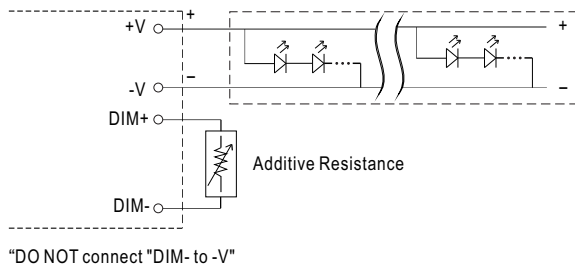 +V
+
+
-V
–
–
DIM+
Additive Resistance
DIM-
“DO NOT connect "DIM- to -V"